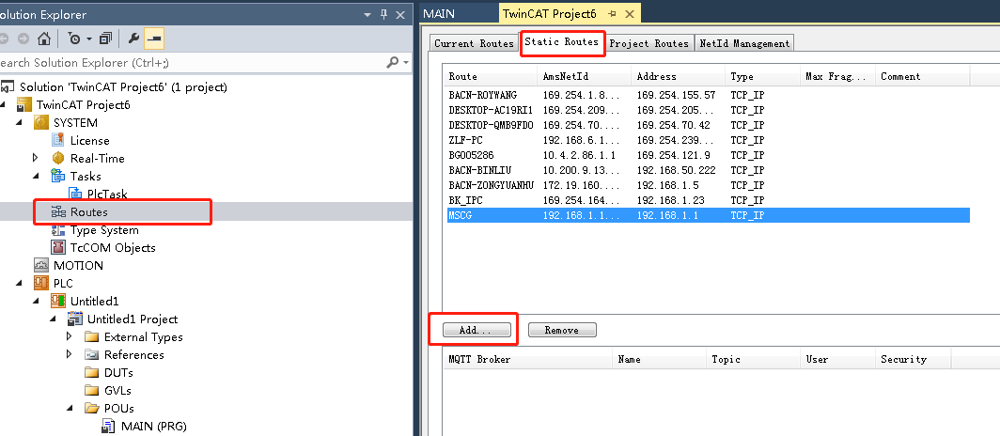 olution Explorer
earch Solution Explorer (Ctrl+;)
Solution 'TwinCAT Project6' (1 project)
TwinCAT Project6
SYSTEM
License
Real-Time
Tasks
PlcTask
Routes
Type System
TcCOM Objects
MOTION
PLC
Untitled1
Untitled1 Project
External Types
References
DUTs
GVLs
POUs
MAIN (PRG)
MAIN TwinCAT Project6
Current Routes Static Routes Project Routes NetId Management
Route AmsNetId Address Type Max Frag... Comment
BACN-ROYWANG 169.254.1.8... 169.254.155.57 TCP_IP
DESKTOP-AC19RI1 169.254.209... 169.254.205... TCP_IP
DESKTOP-QMB9FDO 169.254.70.... 169.254.70.42 TCP_IP
ZLF-PC 192.168.6.1... 169.254.239... TCP_IP
BG005286 10.4.2.86.1.1 169.254.121.9 TCP_IP
BACN-BINLIU 10.200.9.13... 192.168.50.222 TCP_IP
BACN-ZONGYUANHU 172.19.160.... 192.168.1.5 TCP_IP
BK_IPC 169.254.164... 192.168.1.23 TCP_IP
MSCG 192.168.1.1... 192.168.1.1 TCP_IP
Add... Remove
MQTT Broker Name Topic User Security